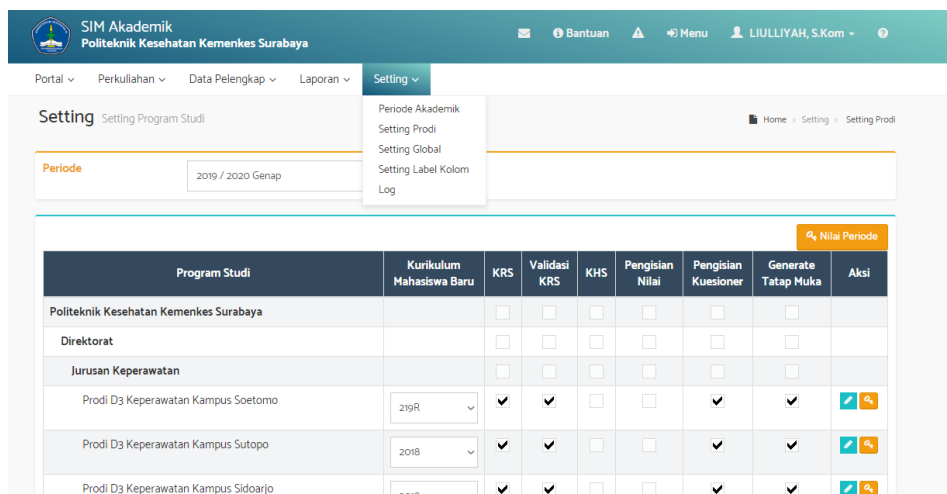 SIM Akademik
Politeknik Kesehatan Kemenkes Surabaya
Bantuan
Menu
LIULLIYAH, S.Kom
Portal
Perkuliahan
Data Pelengkap
Laporan
Setting
Periode Akademik
Setting Prodi
Setting Global
Setting Label Kolom
Log
Setting Setting Program Studi
Home > Setting > Setting Prodi
Periode
2019 / 2020 Genap
Nilai Periode
Program Studi
Kurikulum
Mahasiswa Baru
KRS
Validasi
KRS
KHS
Pengisian
Nilai
Pengisian
Kuesioner
Generate
Tatap Muka
Aksi
Politeknik Kesehatan Kemenkes Surabaya
Direktorat
Jurusan Keperawatan
Prodi D3 Keperawatan Kampus Soetomo
219R
Prodi D3 Keperawatan Kampus Sutopo
2018
Prodi D3 Keperawatan Kampus Sidoarjo